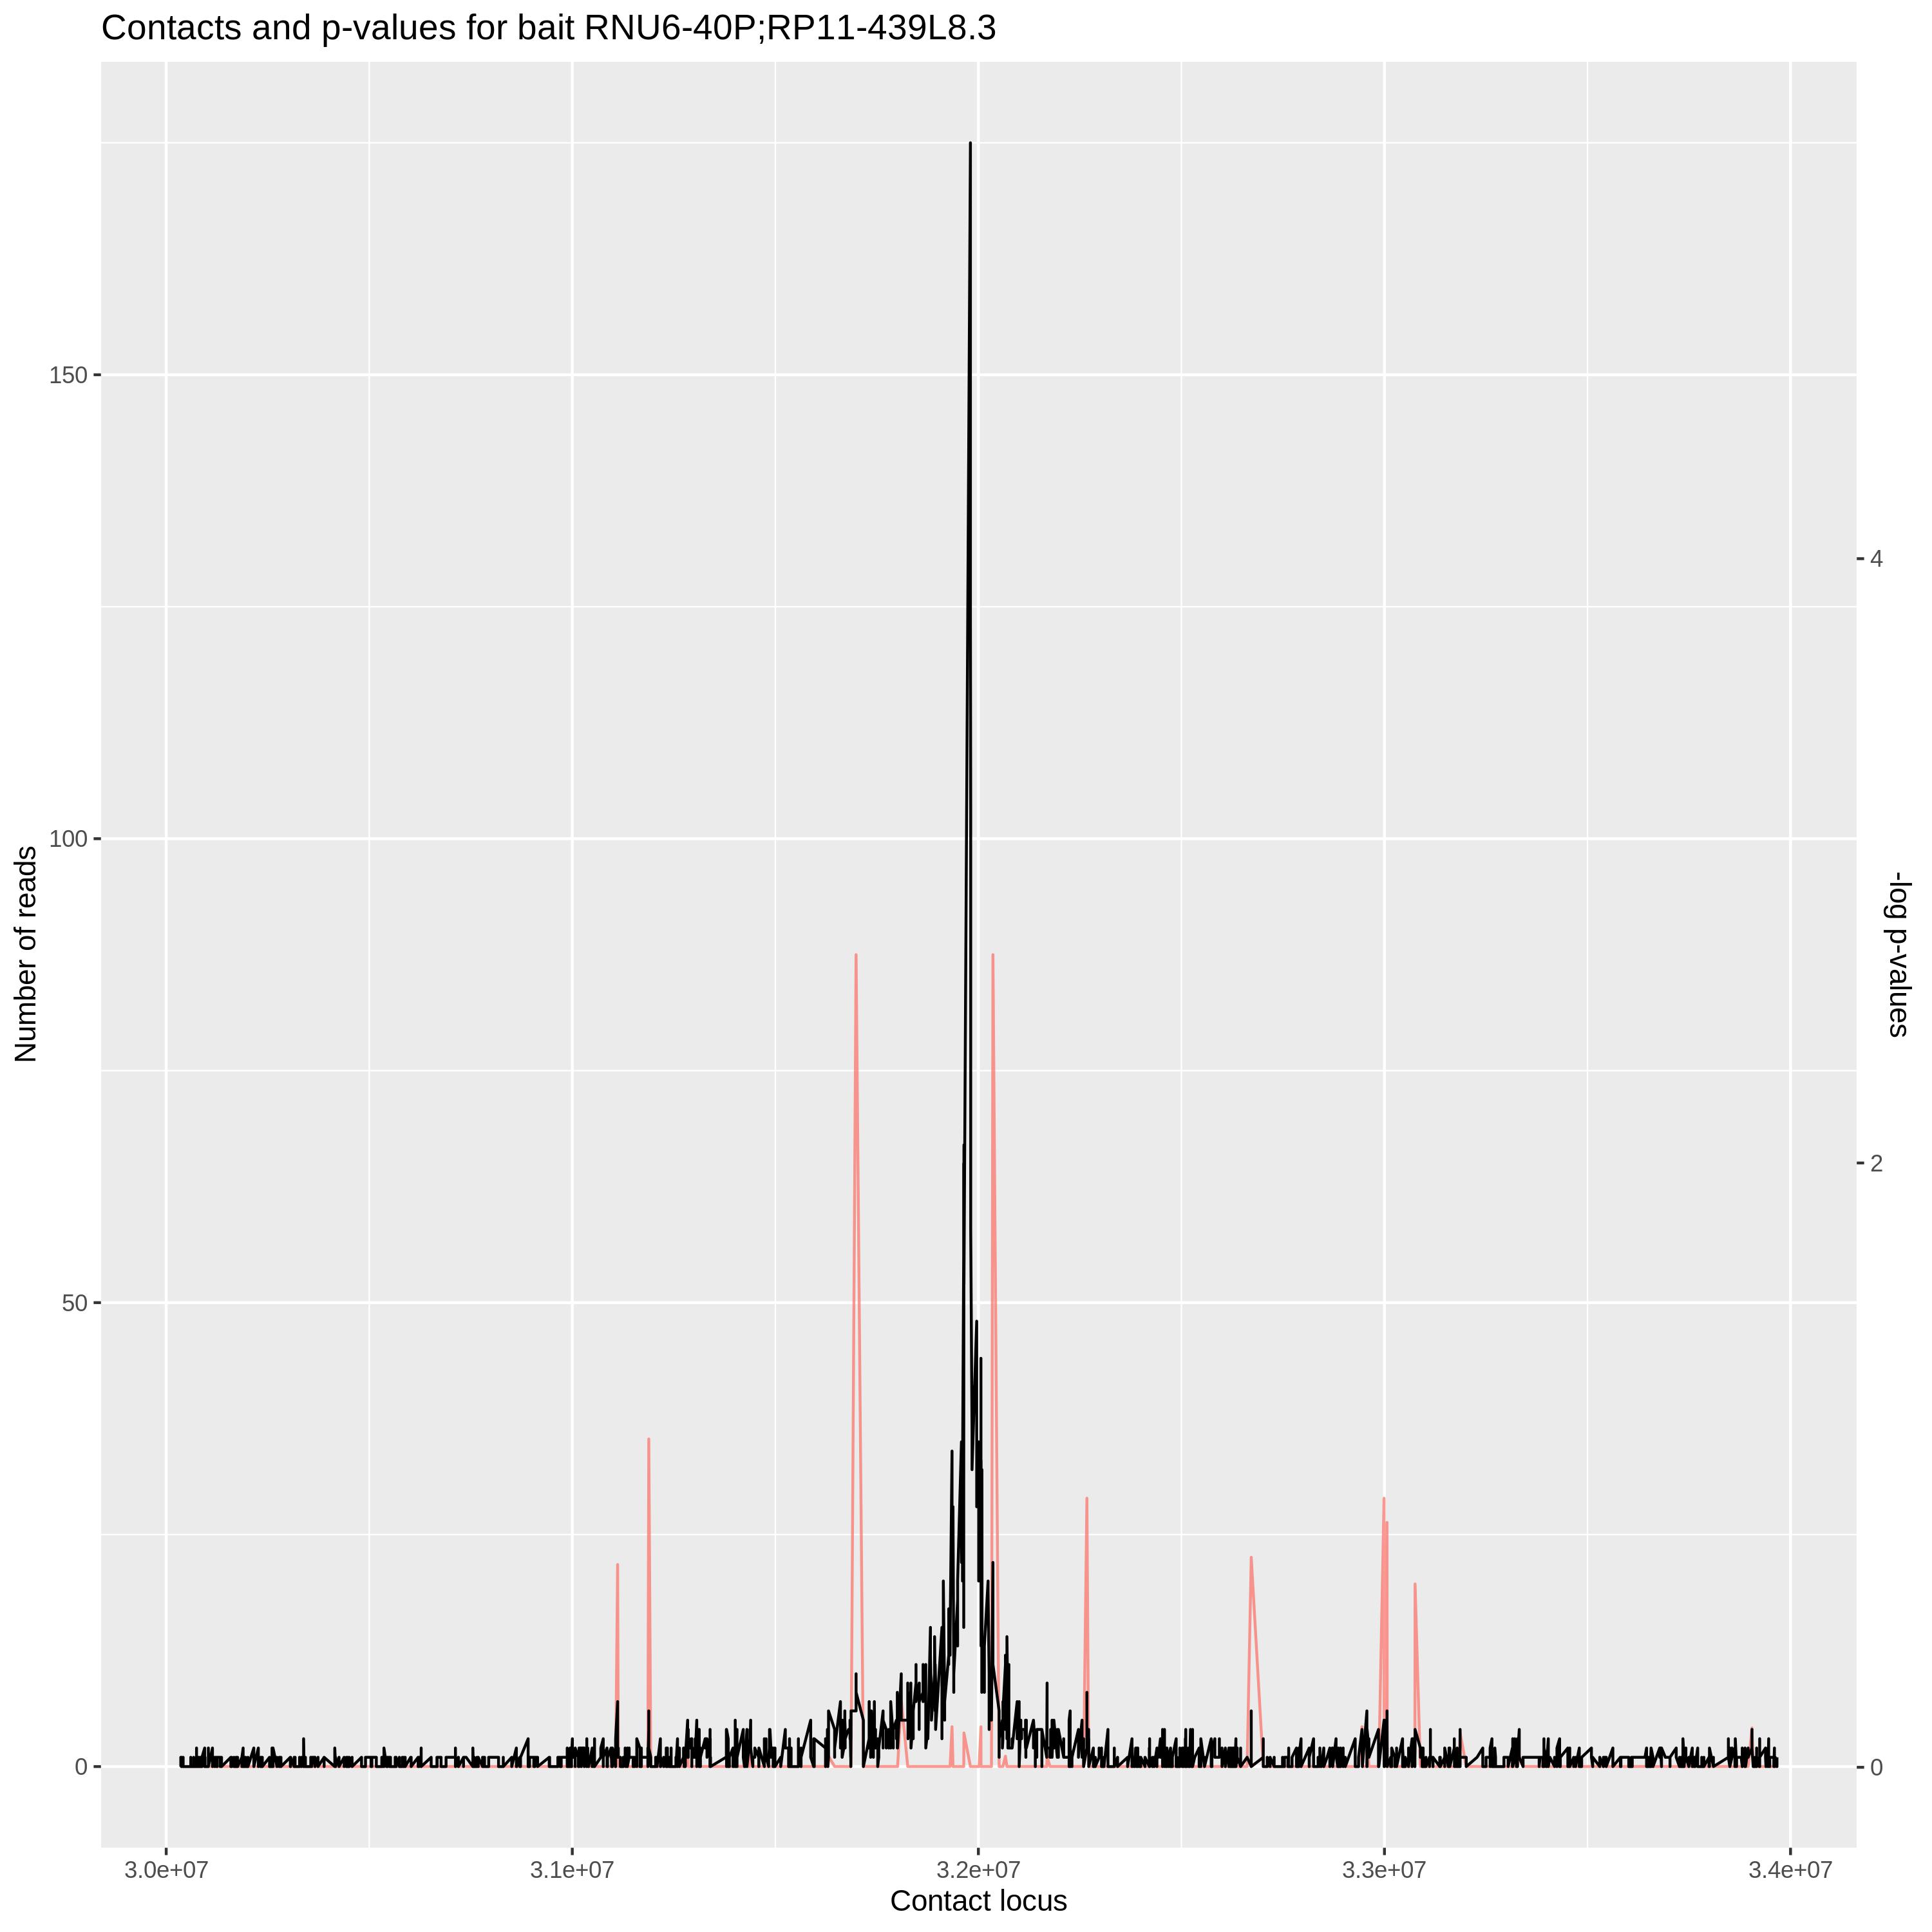 Contacts and p-values for bait RNU6-40P;RP11-439L8.3
150
100
50
0
Number of reads
4
2
0
-log p-values
3.0e+07 3.1e+07 3.2e+07 3.3e+07 3.4e+07
Contact locus